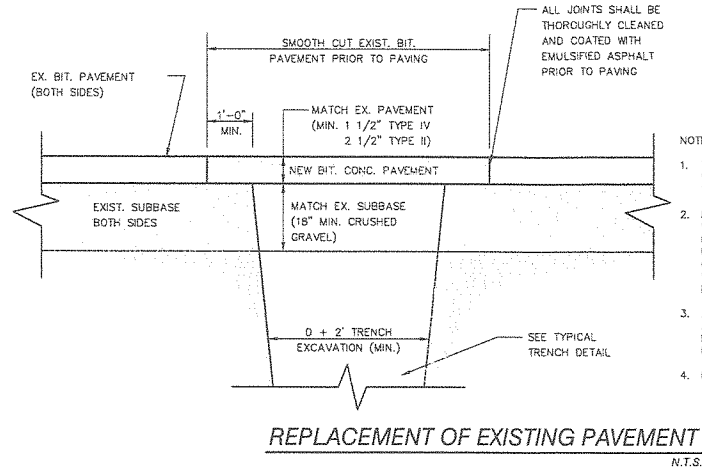 ALL JOINTS SHALL BE
THOROUGHLY CLEANED
AND COATED WITH
EMULSIFIED ASPHALT
PRIOR TO PAVING
SMOOTH CUT EXIST. BIT.
PAVEMENT PRIOR TO PAVING
EX. BIT. PAVEMENT
(BOTH SIDES)
1'-0"
MIN.
MATCH EX. PAVEMENT
(MIN. 1 1/2" TYPE IV
2 1/2" TYPE II)
NEW BIT. CONC. PAVEMENT
EXIST. SUBBASE
BOTH SIDES
MATCH EX. SUBBASE
(18" MIN. CRUSHED
GRAVEL)
D + 2' TRENCH
EXCAVATION (MIN.)
SEE TYPICAL
TRENCH DETAIL
1.
2.
3.
4.
REPLACEMENT OF EXISTING PAVEMENT
N.T.S.